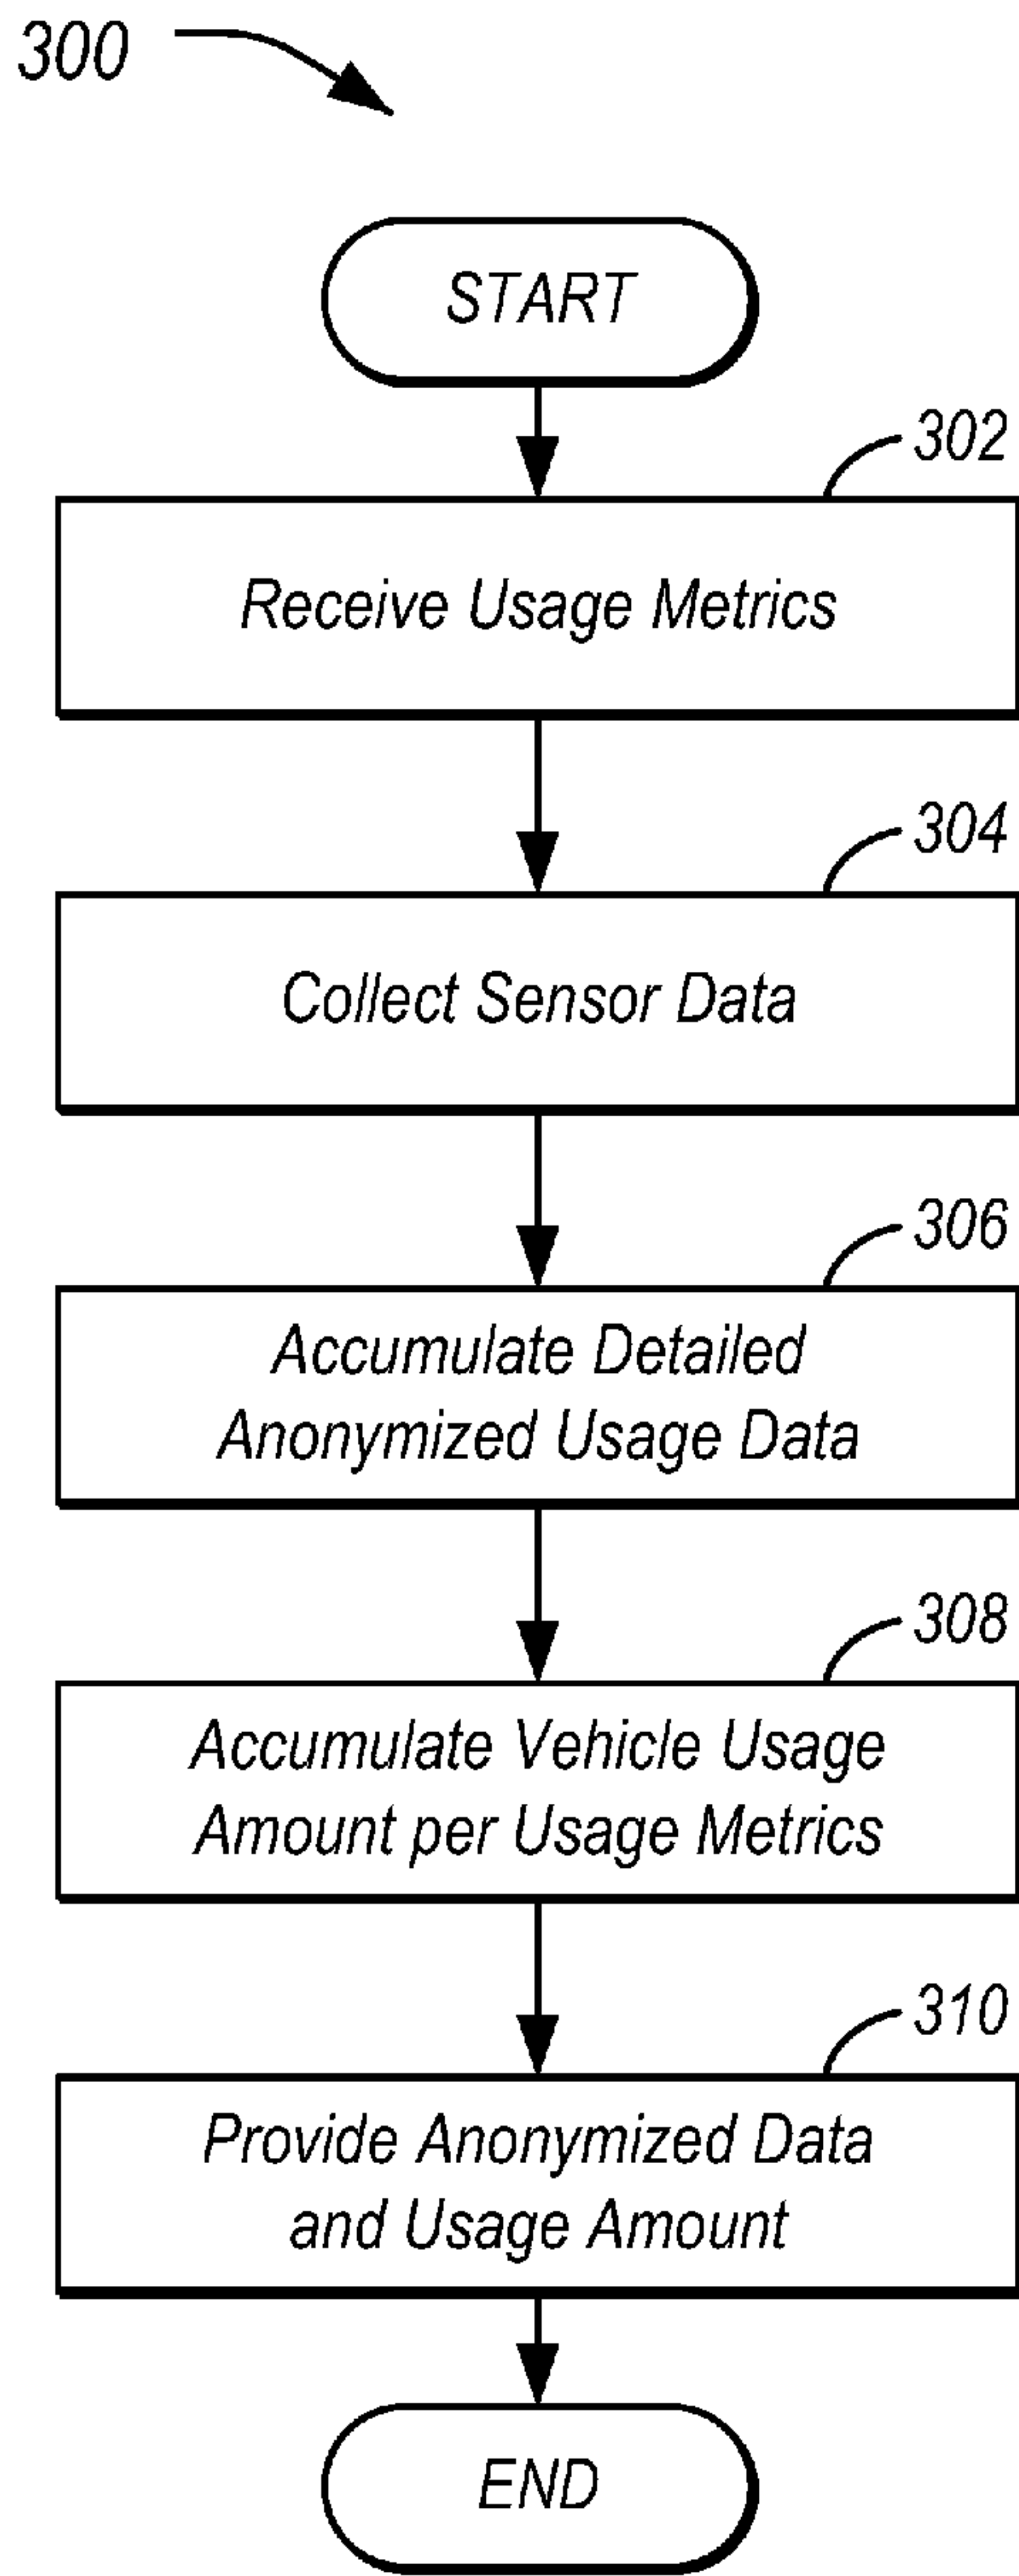 300
START
302
Receive Usage Metrics
304
Collect Sensor Data
306
Accumulate Detailed
Anonymized Usage Data
308
Accumulate Vehicle Usage
Amount per Usage Metrics
310
Provide Anonymized Data
and Usage Amount
END